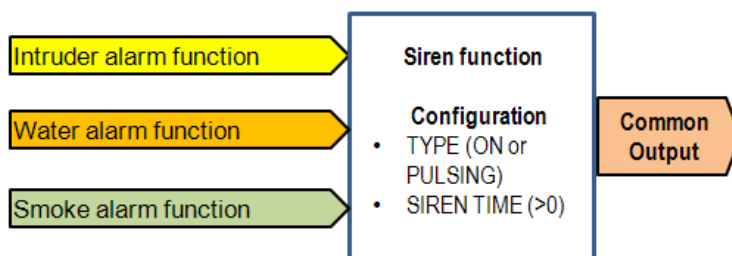 Intruder alarm function
Water alarm function
Smoke alarm function
Siren function
Configuration
• TYPE (ON or
PULSING)
• SIREN TIME (>0)
Common
Output